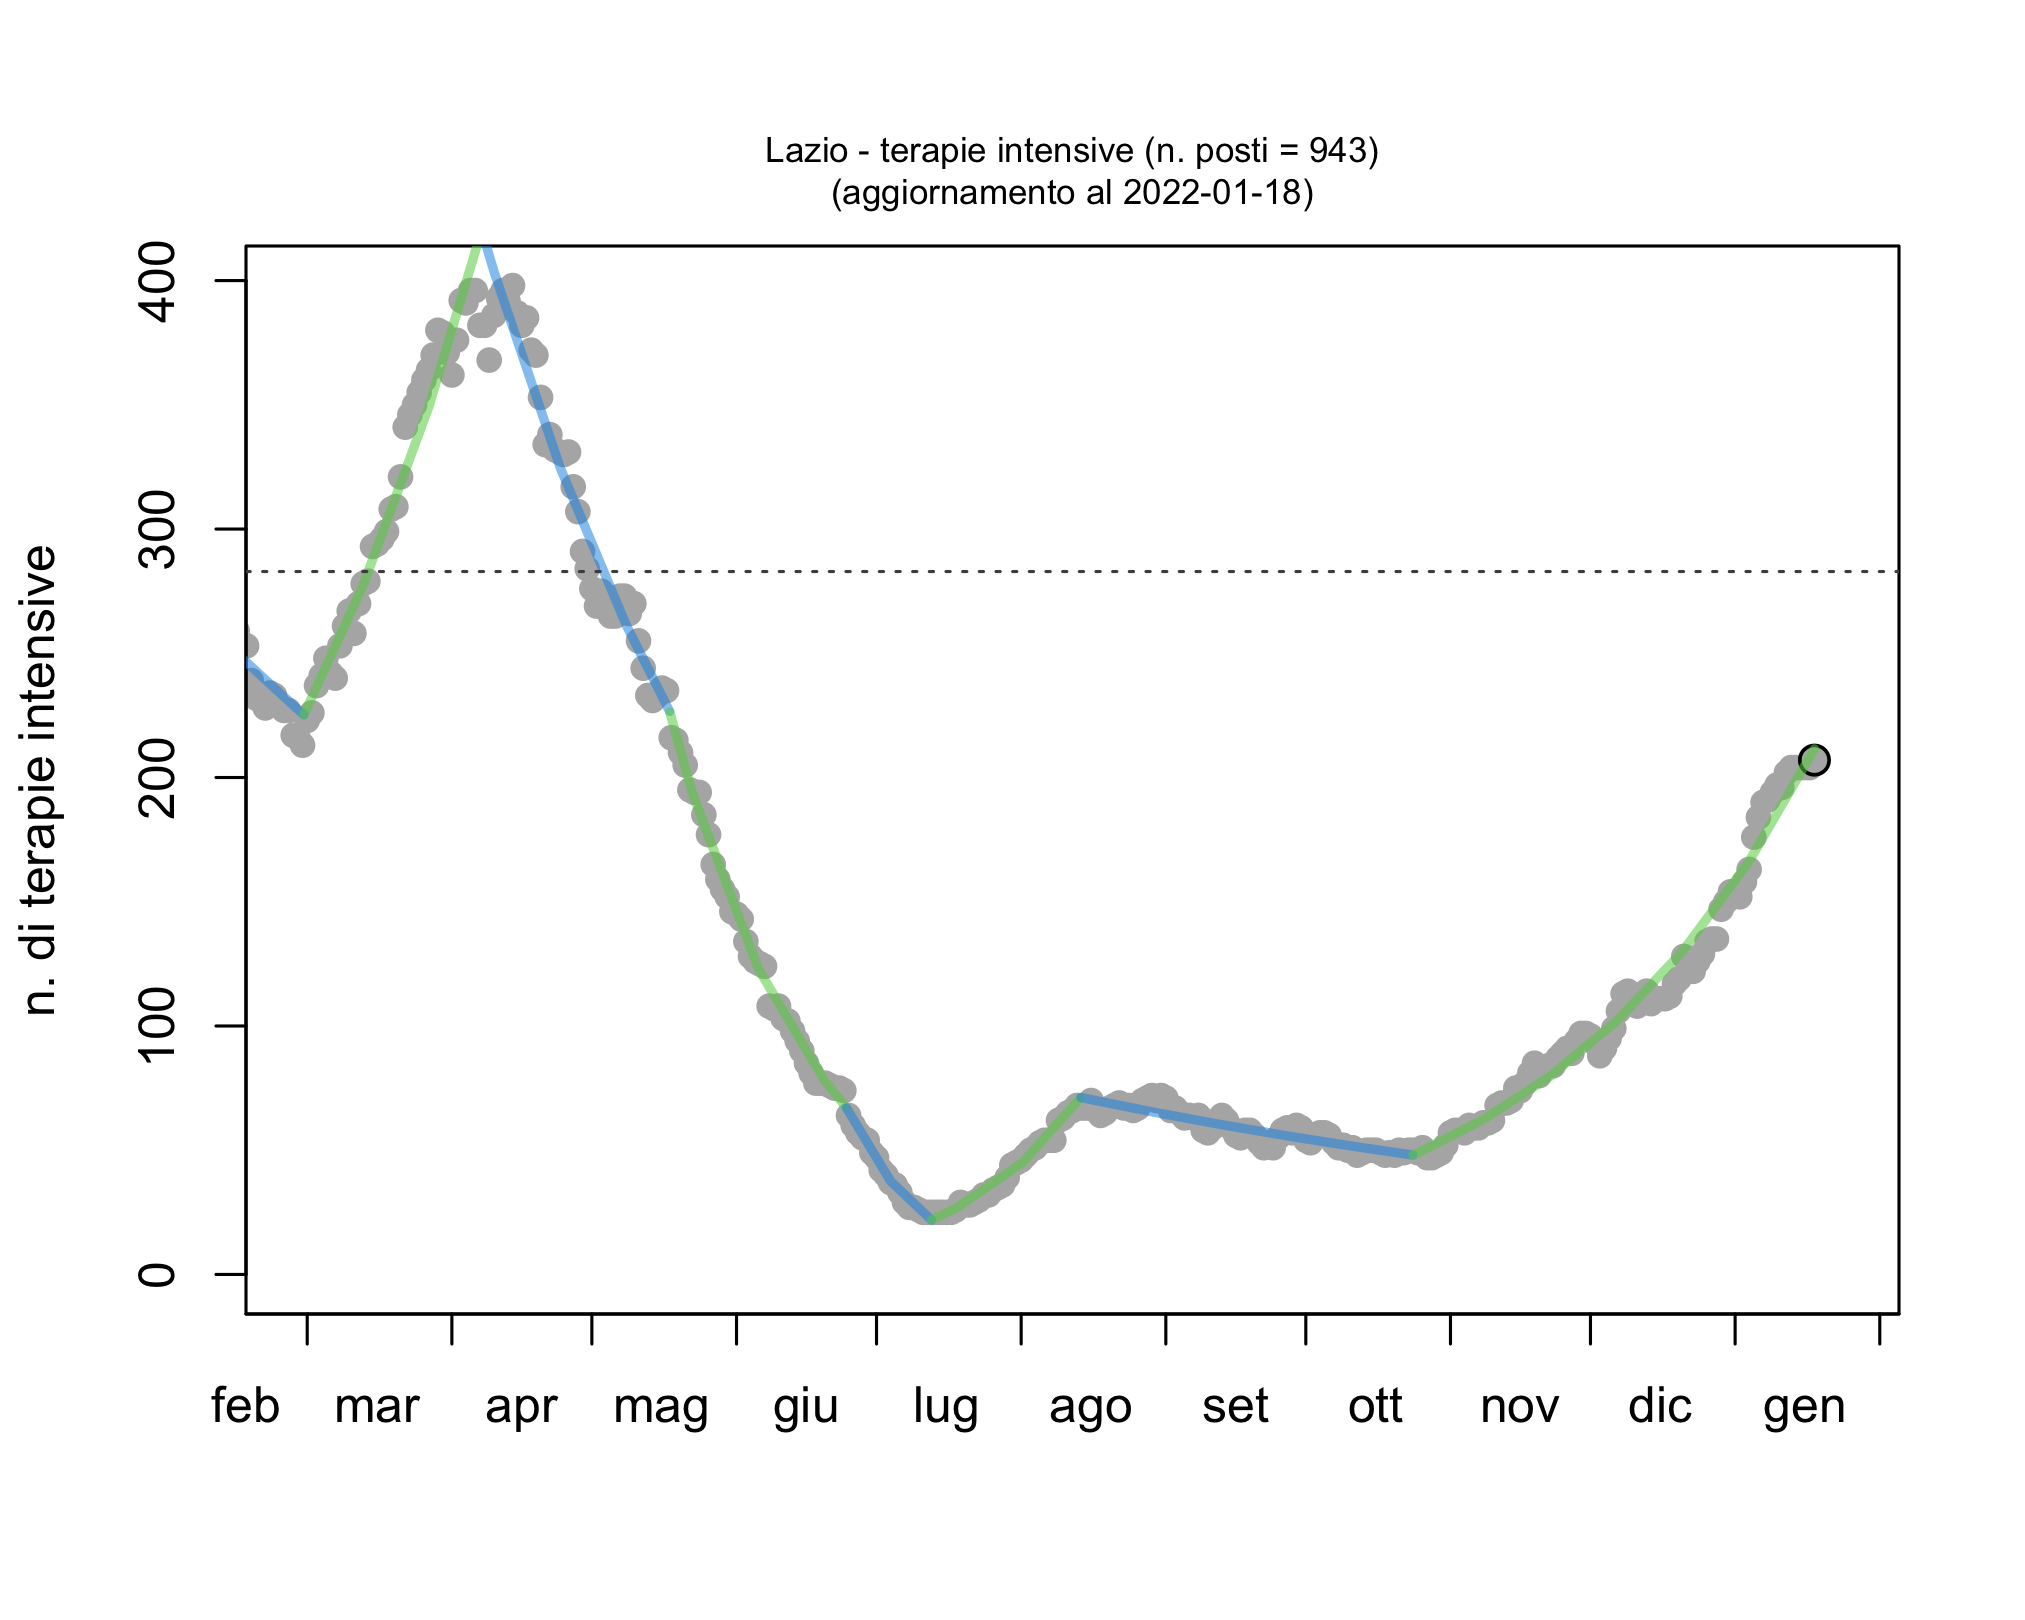 Lazio - terapie intensive (n. posti = 943)
(aggiornamento al 2022-01-18)
n. di terapie intensive
400
300
200
100
0
feb mar apr mag giu lug ago set ott nov dic gen